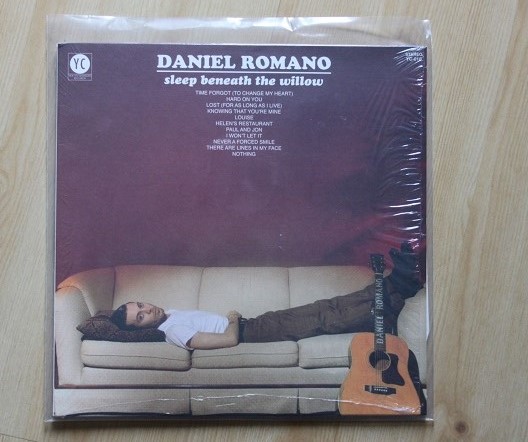 YC
DANIEL ROMANO
STEREO
YC-010
sleep beneath the willow
TIME FORGOT (TO CHANGE MY HEART)
HARD ON YOU
LOST (FOR AS LONG AS I LIVE)
KNOWING THAT YOU'RE MINE
LOUISE
HELEN'S RESTAURANT
PAUL AND JON
I WON'T LET IT
NEVER A FORCED SMILE
THERE ARE LINES IN MY FACE
NOTHING
DANIEL ROMANO